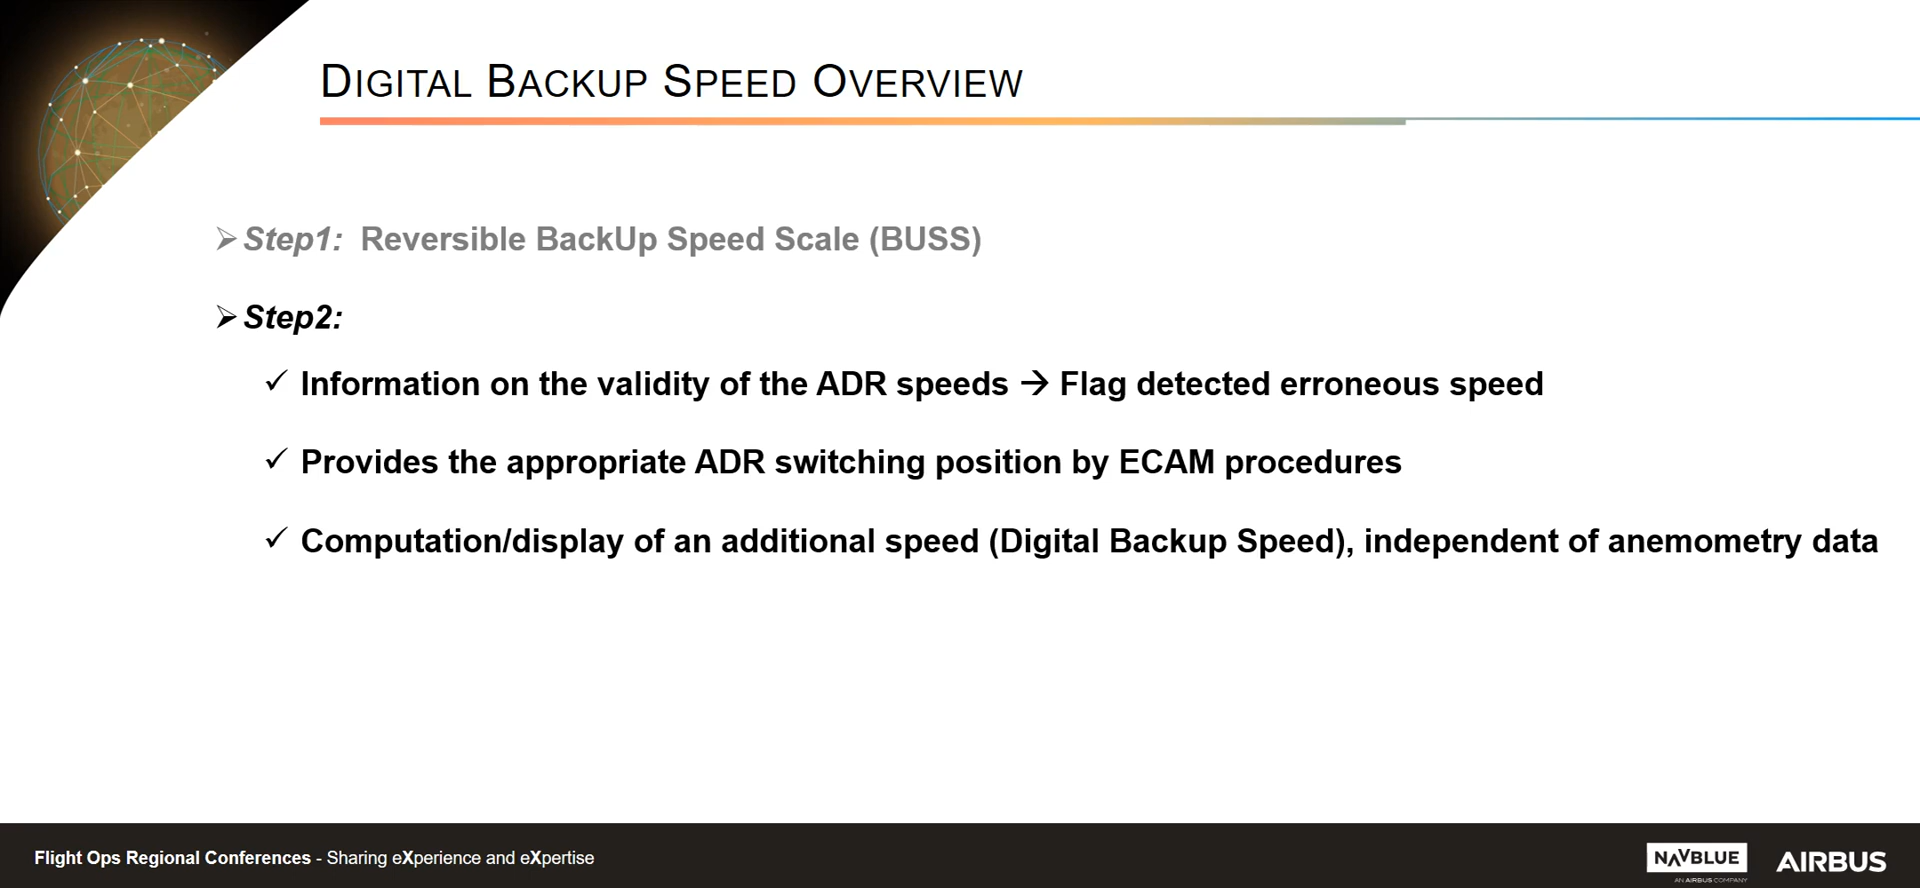 DIGITAL BACKUP SPEED OVERVIEW
➢ Step1: Reversible BackUp Speed Scale (BUSS)
➢ Step2:
✓ Information on the validity of the ADR speeds → Flag detected erroneous speed
✓ Provides the appropriate ADR switching position by ECAM procedures
✓ Computation/display of an additional speed (Digital Backup Speed), independent of anemometry data
Flight Ops Regional Conferences - Sharing eXperience and eXpertise
NAVBLUE
AN AIRBUS COMPANY
AIRBUS